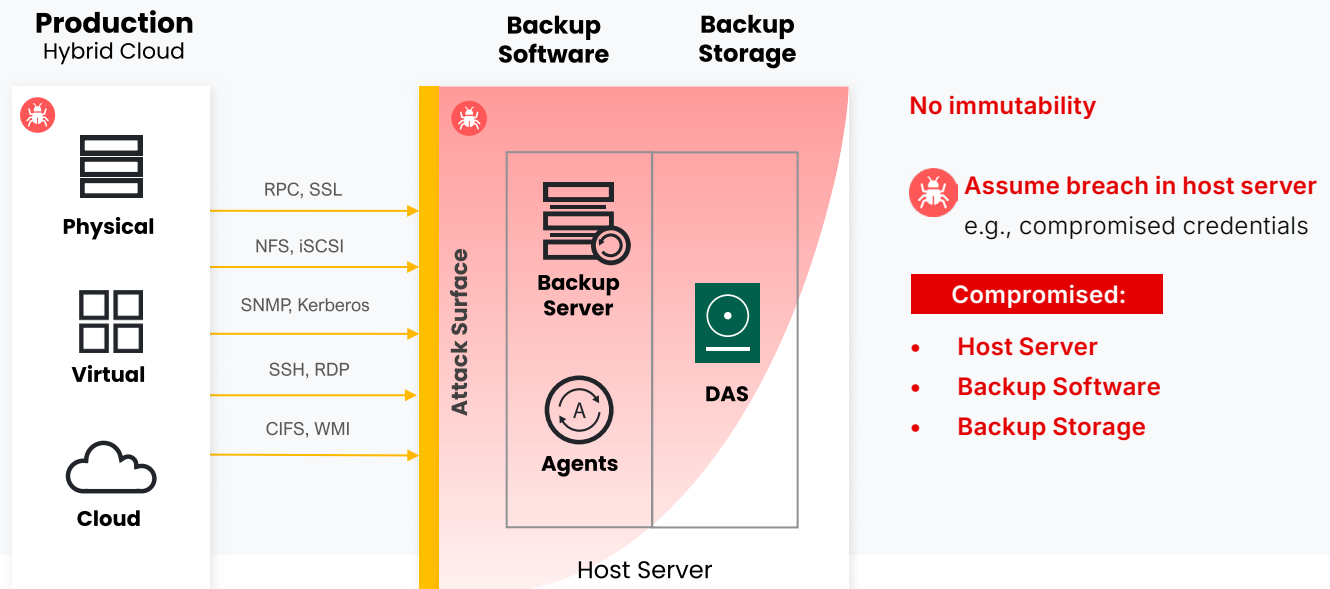 Production
Hybrid Cloud
Backup
Software
Backup
Storage
Physical
Virtual
Cloud
RPC, SSL
NFS, iSCSI
SNMP, Kerberos
SSH, RDP
CIFS, WMI
Attack Surface
Backup
Server
A
Agents
DAS
Host Server
No immutability
Assume breach in host server
e.g., compromised credentials
Compromised:
• Host Server
• Backup Software
• Backup Storage